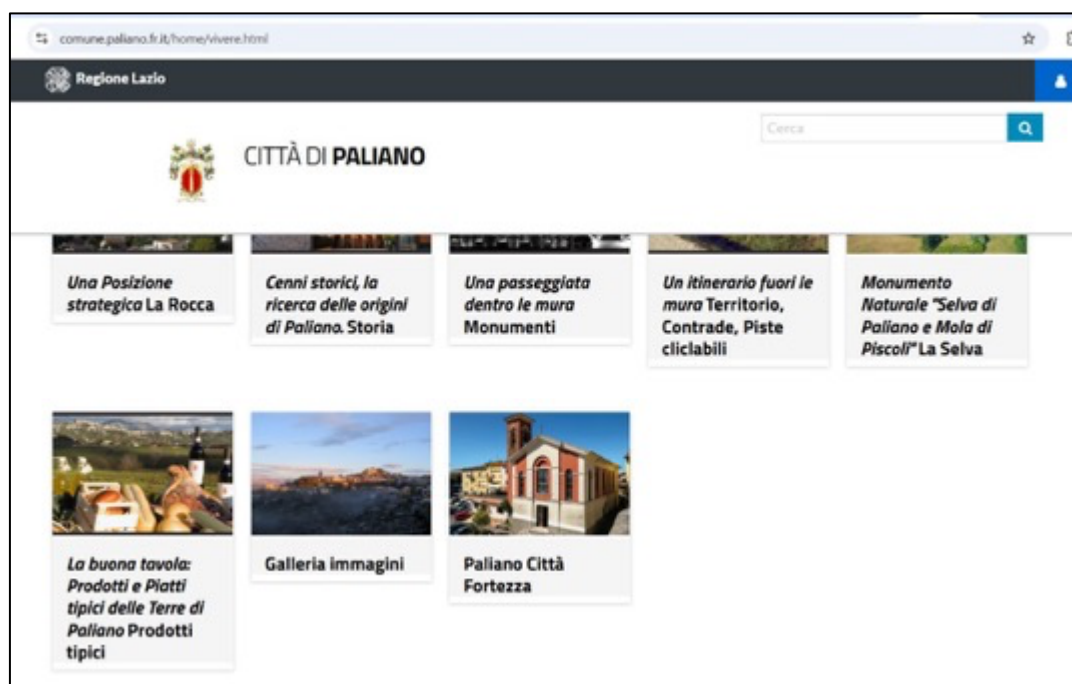 comune.paliano.fr.it/home/vivere.html
Regione Lazio
Cerca
CITTÀ DI PALIANO
Una Posizione
strategica La Rocca
Cenni storici, la
ricerca delle origini
di Paliano. Storia
Una passeggiata
dentro le mura
Monumenti
Un itinerario fuori le
mura Territorio,
Contrade, Piste
cliclabili
Monumento
Naturale "Selva di
Paliano e Mola di
Piscoli" La Selva
La buona tavola:
Prodotti e Piatti
tipici delle Terre di
Paliano Prodotti
tipici
Galleria immagini
Paliano Città
Fortezza